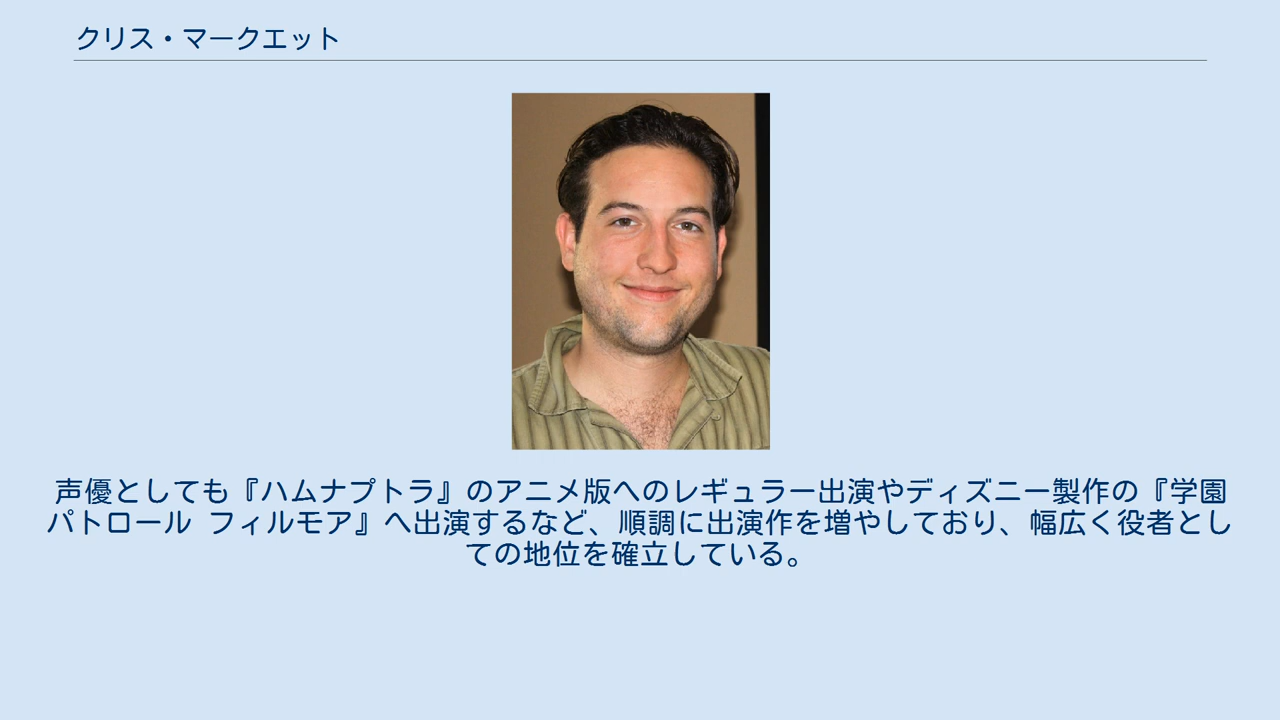 クリス・マークエット
声優としても『ハムナプトラ』のアニメ版へのレギュラー出演やディズニー製作の『学園
パトロール フィルモア』へ出演するなど、順調に出演作を増やしており、幅広く役者とし
ての地位を確立している。